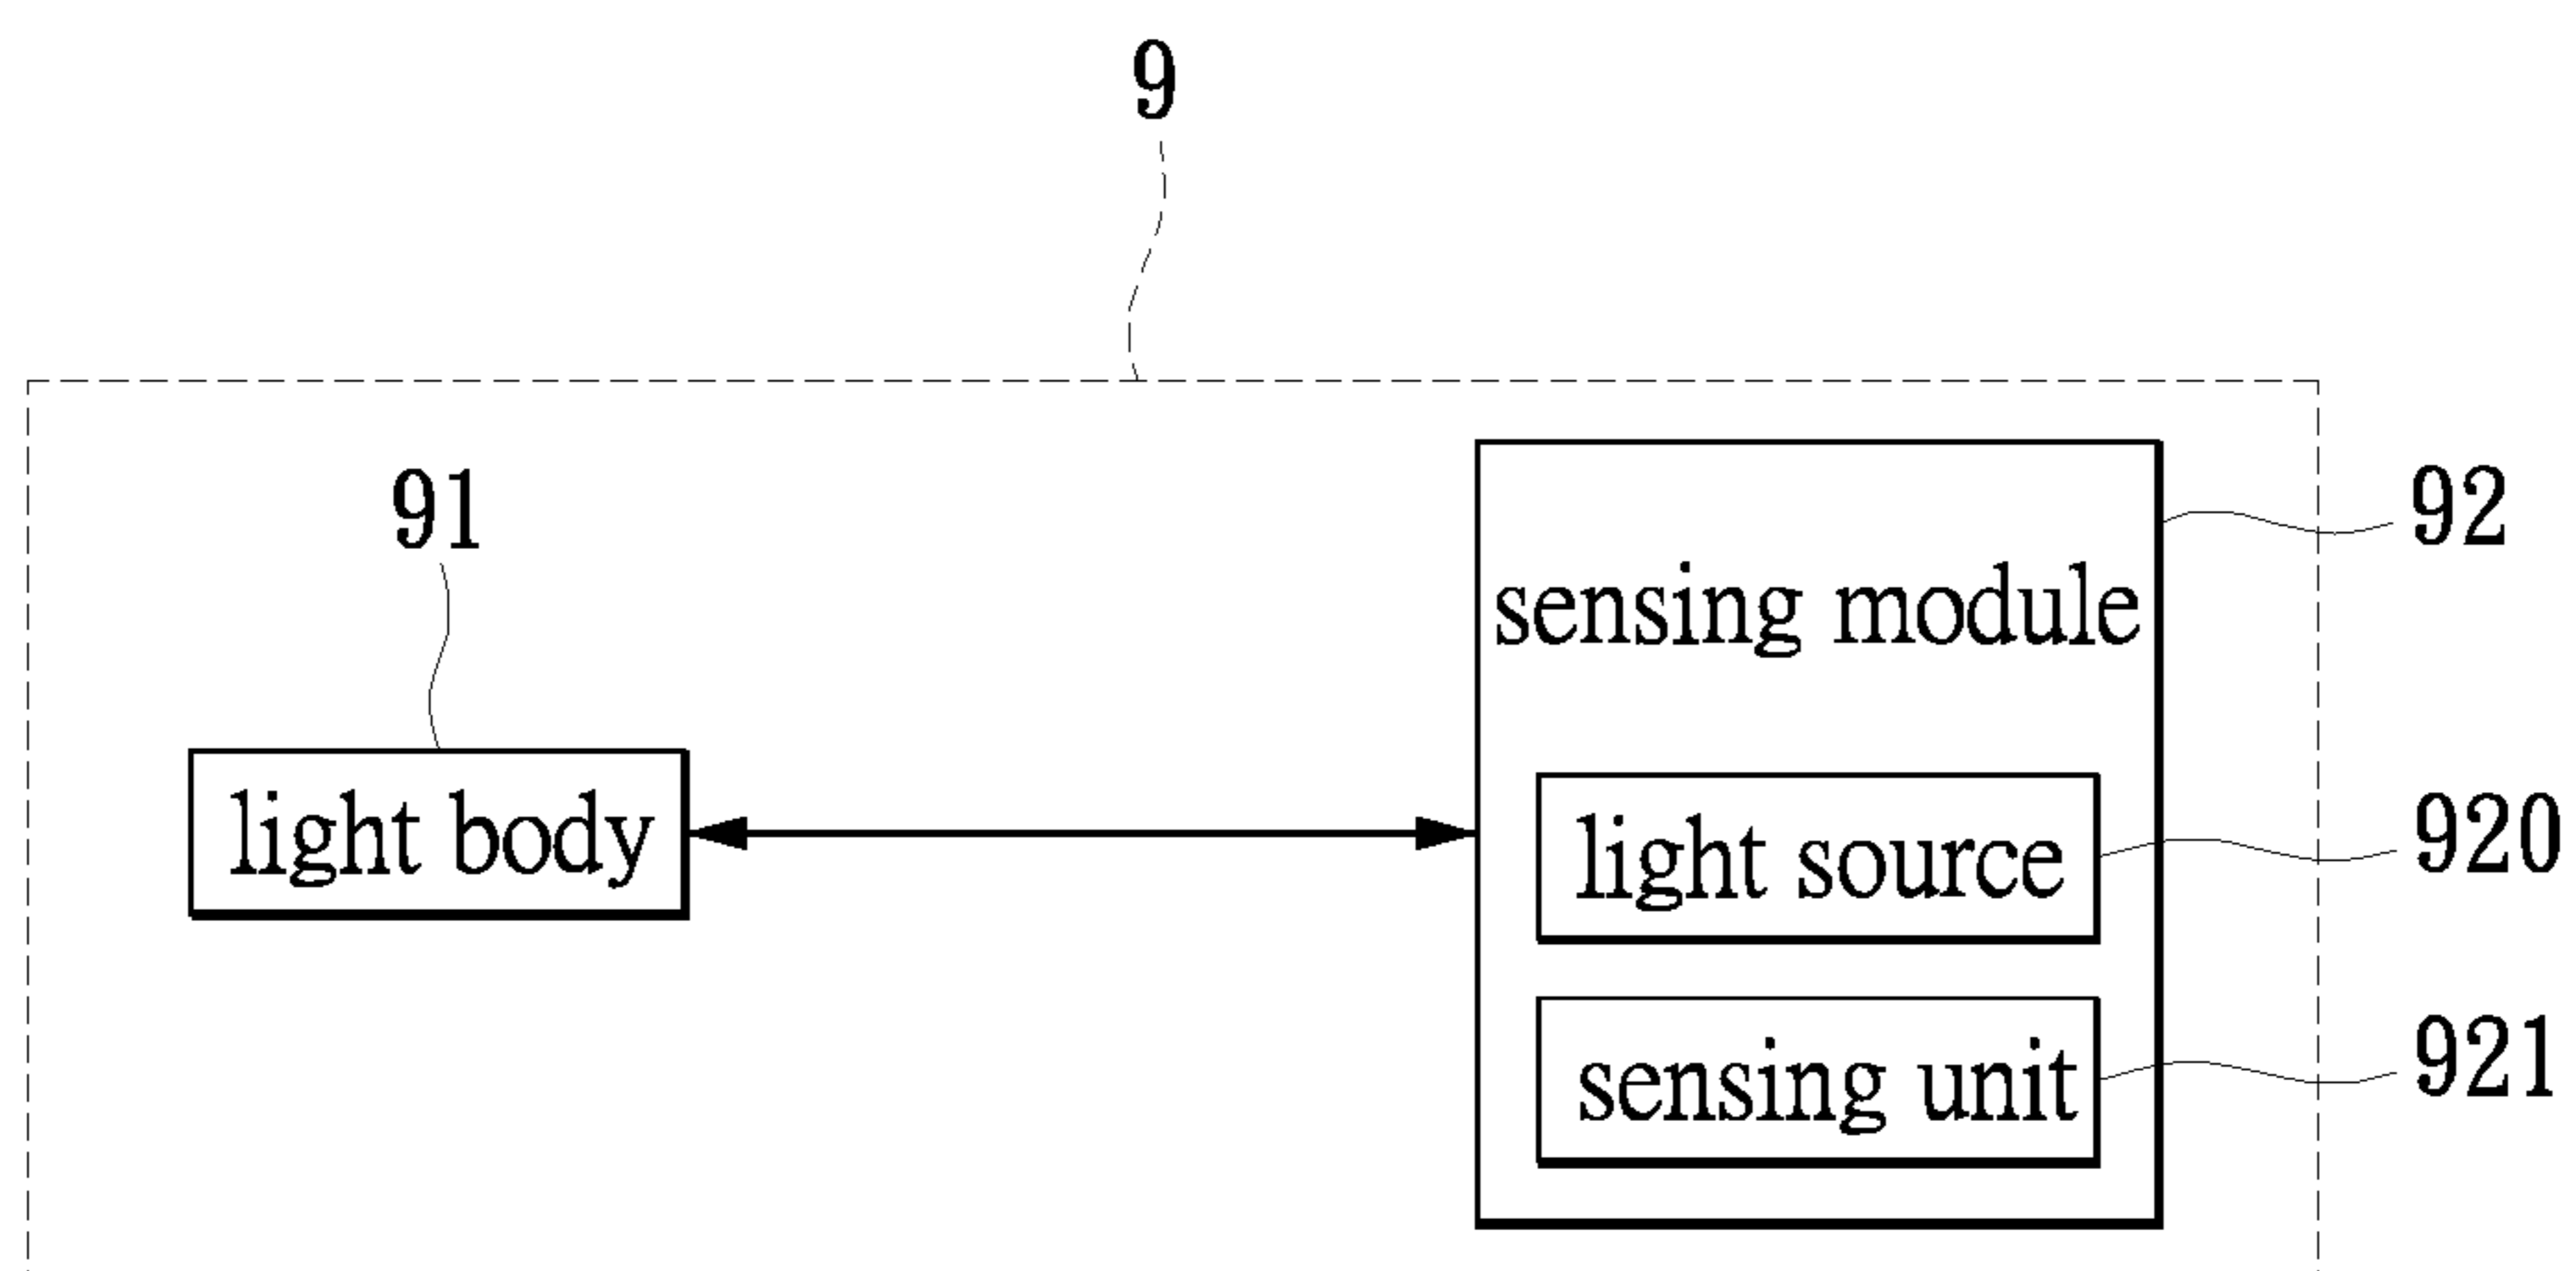 9
91
92
sensing module
light body
light source
920
sensing unit
921